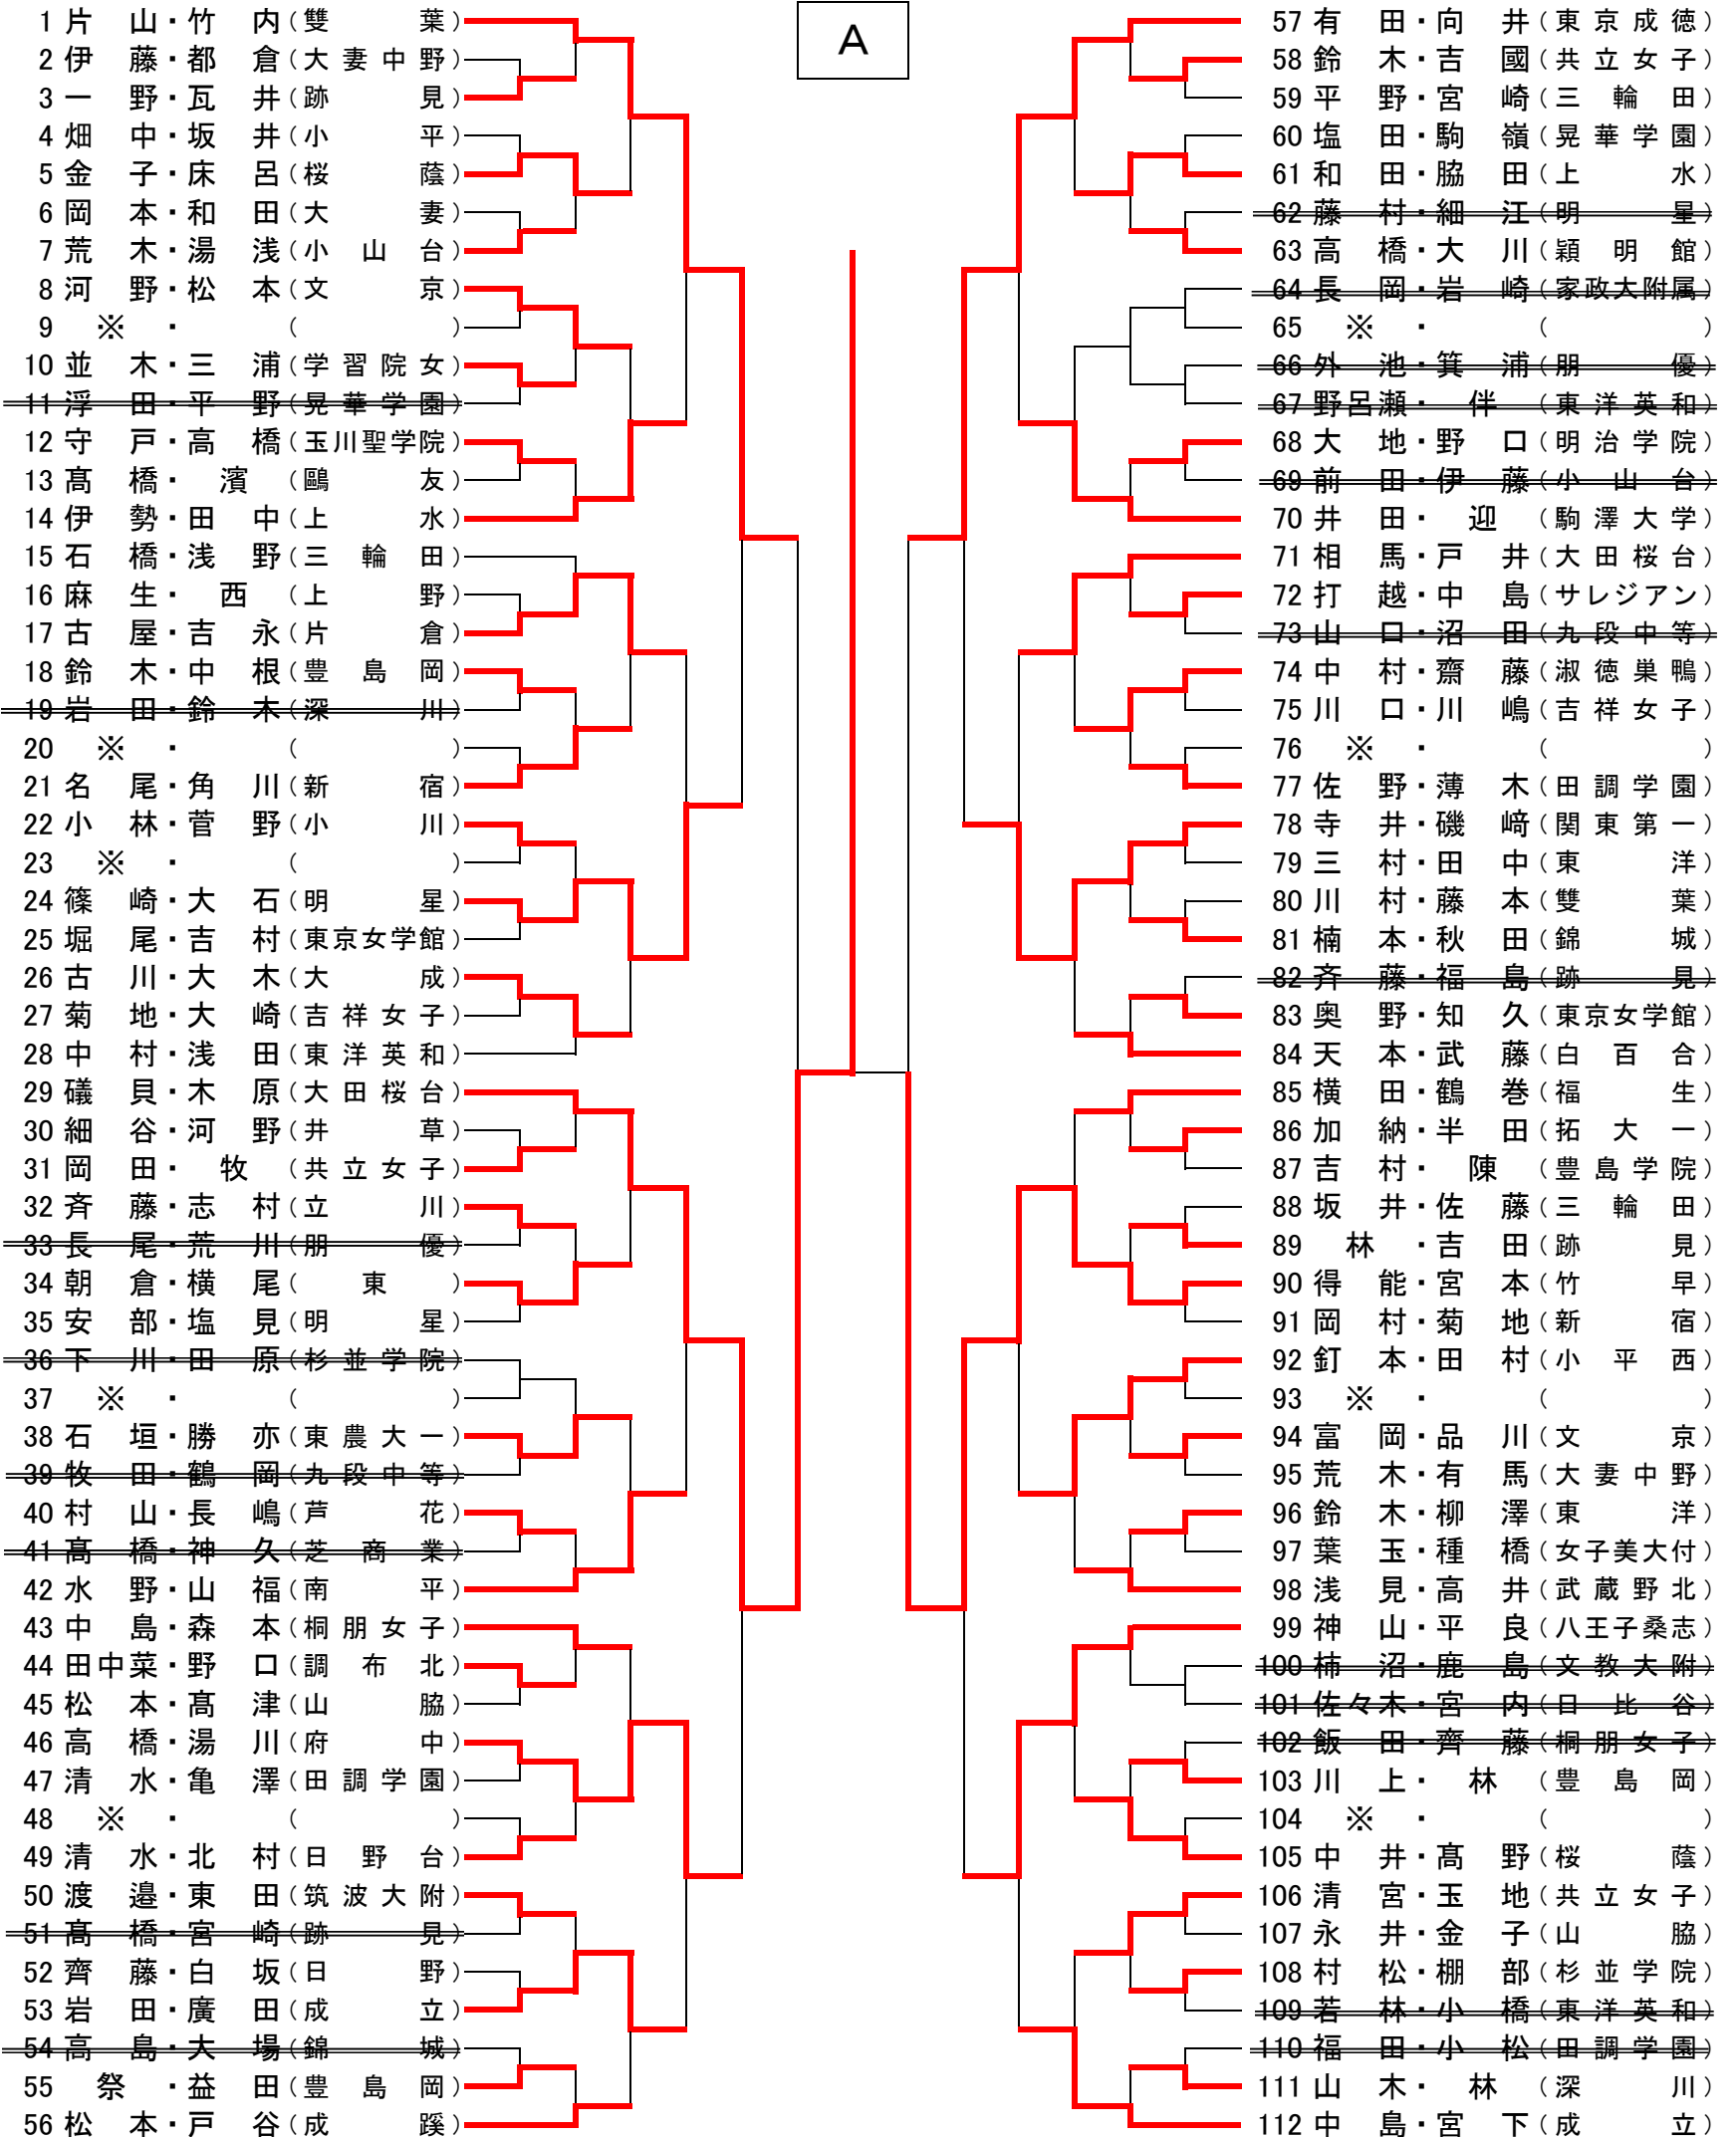 A
1 片山・竹内(雙葉)
2 伊藤・都倉(大妻中野)
3 一野・瓦井(跡見)
4 畑中・坂井(小平)
5 金子・床呂(桜蔭)
6 岡本・和田(大妻)
7 荒木・湯浅(小山台)
8 河野・松本(文京)
9 ※・( )
10 並木・三浦(学習院女)
11 浮田・平野(晃華学園)
12 守戸・高橋(玉川聖学院)
13 髙橋・濱(鷗友)
14 伊勢・田中(上水)
15 石橋・浅野(三輪田)
16 麻生・西(上野)
17 古屋・吉永(片倉)
18 鈴木・中根(豊島岡)
19 岩田・鈴木(深川)
20 ※・( )
21 名尾・角川(新宿)
22 小林・菅野(小川)
23 ※・( )
24 篠崎・大石(明星)
25 堀尾・吉村(東京女学館)
26 古川・大木(大成)
27 菊地・大崎(吉祥女子)
28 中村・浅田(東洋英和)
29 礒貝・木原(大田桜台)
30 細谷・河野(井草)
31 岡田・牧(共立女子)
32 斉藤・志村(立川)
33 長尾・荒川(朋優)
34 朝倉・横尾(東)
35 安部・塩見(明星)
36 下川・田原(杉並学院)
37 ※・( )
38 石垣・勝亦(東農大一)
39 牧田・鶴岡(九段中等)
40 村山・長嶋(芦花)
41 髙橋・神久(芝商業)
42 水野・山福(南平)
43 中島・森本(桐朋女子)
44 田中菜・野口(調布北)
45 松本・髙津(山脇)
46 高橋・湯川(府中)
47 清水・亀澤(田調学園)
48 ※・( )
49 清水・北村(日野台)
50 渡邉・東田(筑波大附)
51 髙橋・宮崎(跡見)
52 齊藤・白坂(日野)
53 岩田・廣田(成立)
54 高島・大場(錦城)
55 祭・益田(豊島岡)
56 松本・戸谷(成蹊)
57 有田・向井(東京成徳)
58 鈴木・吉國(共立女子)
59 平野・宮崎(三輪田)
60 塩田・駒嶺(晃華学園)
61 和田・脇田(上水)
62 藤村・細江(明星)
63 高橋・大川(穎明館)
64 長岡・岩崎(家政大附属)
65 ※・( )
66 外池・箕浦(朋優)
67 野呂瀬・伴(東洋英和)
68 大地・野口(明治学院)
69 前田・伊藤(小山台)
70 井田・迎(駒澤大学)
71 相馬・戸井(大田桜台)
72 打越・中島(サレジアン)
73 山口・沼田(九段中等)
74 中村・齋藤(淑徳巣鴨)
75 川口・川嶋(吉祥女子)
76 ※・( )
77 佐野・薄木(田調学園)
78 寺井・磯﨑(関東第一)
79 三村・田中(東洋)
80 川村・藤本(雙葉)
81 楠本・秋田(錦城)
82 斉藤・福島(跡見)
83 奥野・知久(東京女学館)
84 天本・武藤(白百合)
85 横田・鶴巻(福生)
86 加納・半田(拓大一)
87 吉村・陳(豊島学院)
88 坂井・佐藤(三輪田)
89 林・吉田(跡見)
90 得能・宮本(竹早)
91 岡村・菊地(新宿)
92 釘本・田村(小平西)
93 ※・( )
94 富岡・品川(文京)
95 荒木・有馬(大妻中野)
96 鈴木・柳澤(東洋)
97 葉玉・種橋(女子美大付)
98 浅見・高井(武蔵野北)
99 神山・平良(八王子桑志)
100 柿沼・鹿島(文教大附)
101 佐々木・宮内(日比谷)
102 飯田・齊藤(桐朋女子)
103 川上・林(豊島岡)
104 ※・( )
105 中井・髙野(桜蔭)
106 清宮・玉地(共立女子)
107 永井・金子(山脇)
108 村松・棚部(杉並学院)
109 若林・小橋(東洋英和)
110 福田・小松(田調学園)
111 山木・林(深川)
112 中島・宮下(成立)